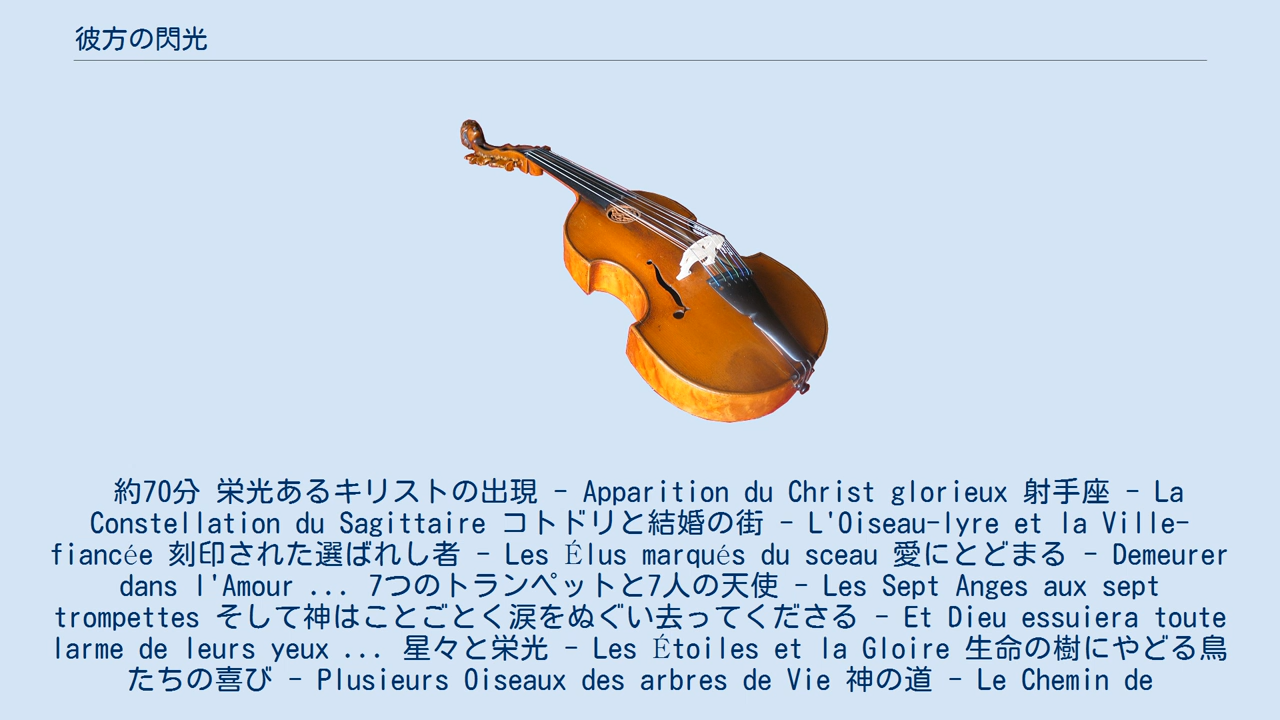 彼方の閃光
約70分 栄光あるキリストの出現 - Apparition du Christ glorieux 射手座 - La
Constellation du Sagittaire コトドリと結婚の街 - L'Oiseau-lyre et la Ville-
fiancée 刻印された選ばれし者 - Les Élus marqués du sceau 愛にとどまる - Demeurer
dans l'Amour ... 7つのトランペットと7人の天使 - Les Sept Anges aux sept
trompettes そして神はことごとく涙をぬぐい去ってくださる - Et Dieu essuiera toute
larme de leurs yeux ... 星々と栄光 - Les Étoiles et la Gloire 生命の樹にやどる鳥
たちの喜び - Plusieurs Oiseaux des arbres de Vie 神の道 - Le Chemin de